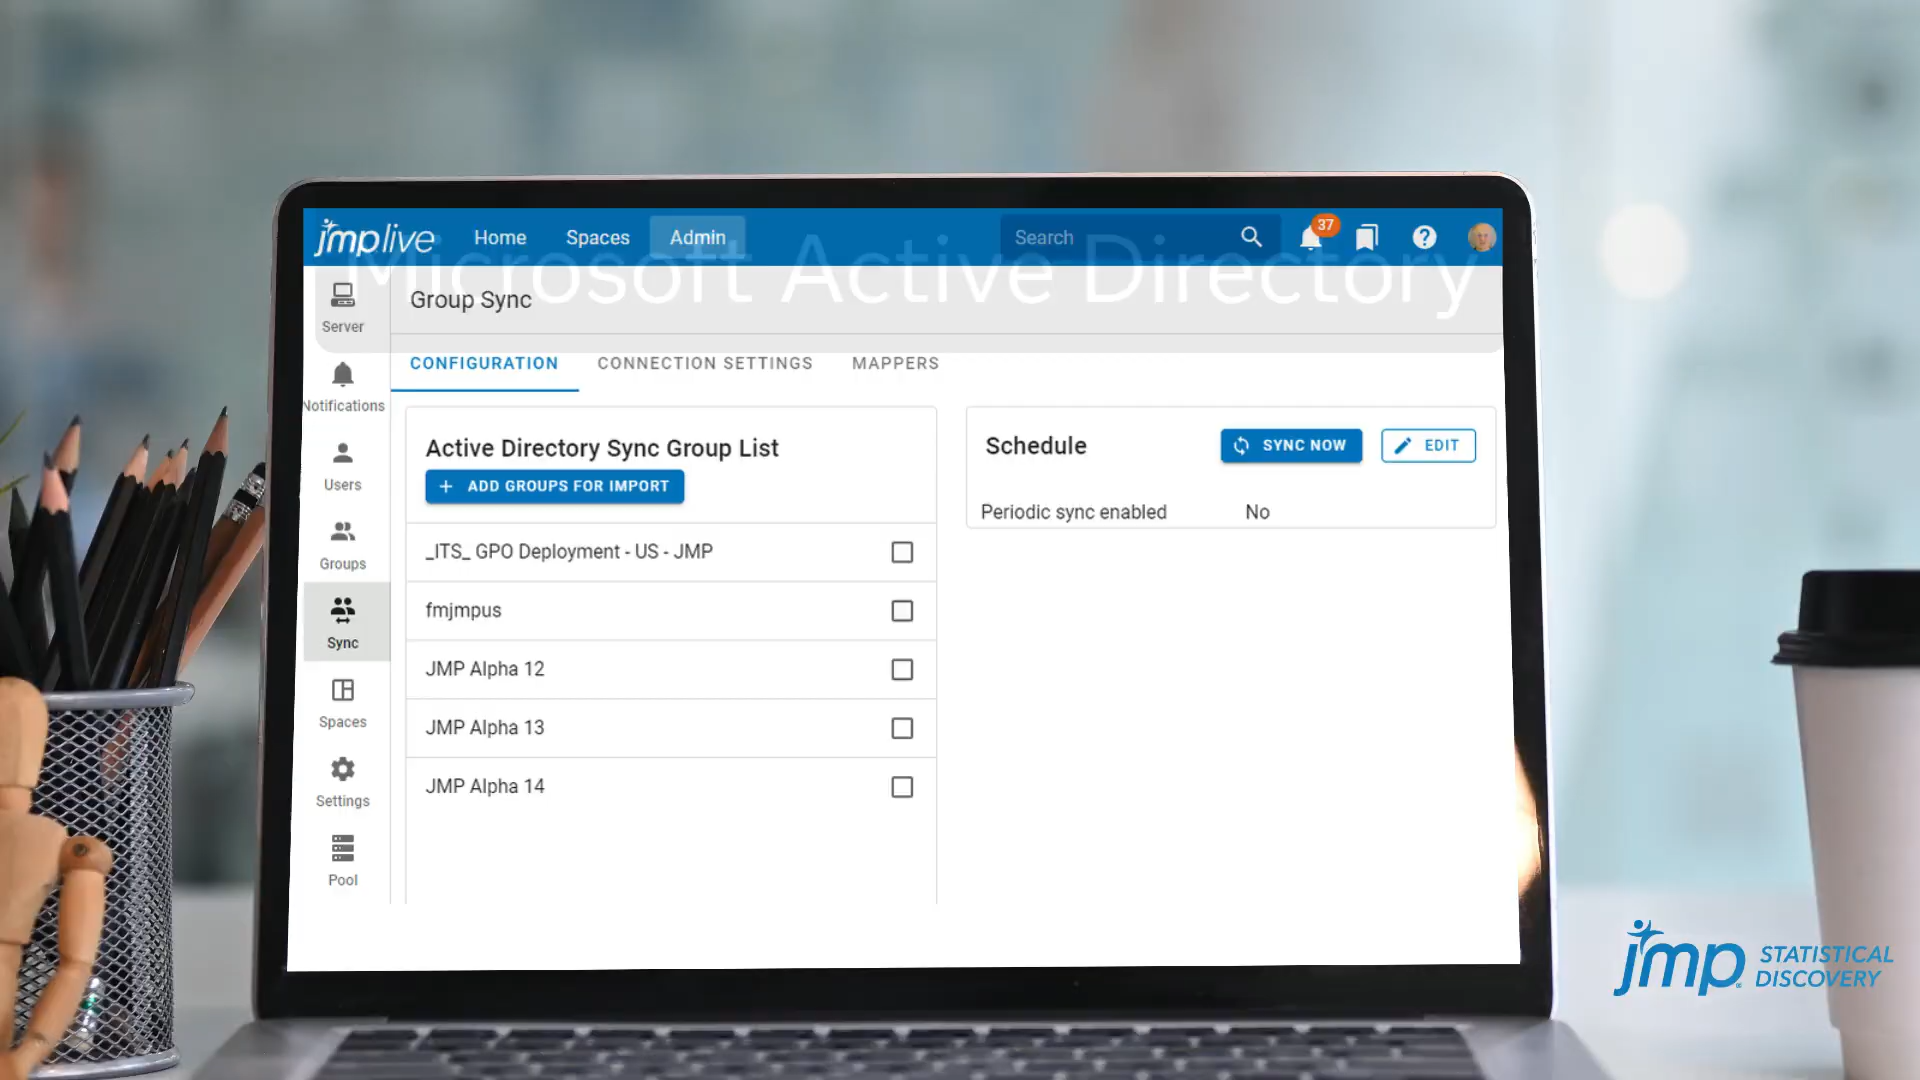 jmp live Home Spaces Admin Search 37
Microsoft Active Directory
Group Sync
Server
Notifications
Users
Groups
Sync
Spaces
Settings
Pool
CONFIGURATION CONNECTION SETTINGS MAPPERS
Active Directory Sync Group List
+ ADD GROUPS FOR IMPORT
_ITS_ GPO Deployment - US - JMP
fmjmpus
JMP Alpha 12
JMP Alpha 13
JMP Alpha 14
Schedule SYNC NOW EDIT
Periodic sync enabled No
jmp STATISTICAL
DISCOVERY